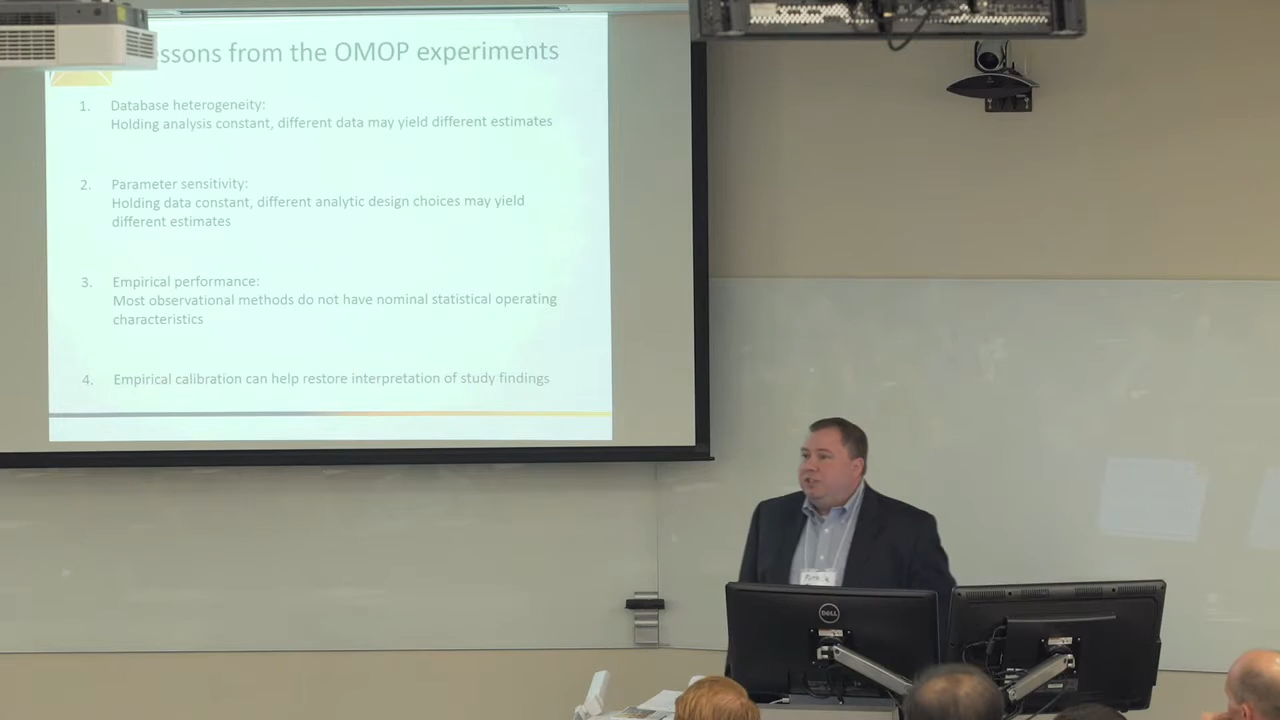 ssons from the OMOP experiments
1. Database heterogeneity:
Holding analysis constant, different data may yield different estimates
2. Parameter sensitivity:
Holding data constant, different analytic design choices may yield
different estimates
3. Empirical performance:
Most observational methods do not have nominal statistical operating
characteristics
4. Empirical calibration can help restore interpretation of study findings
DELL